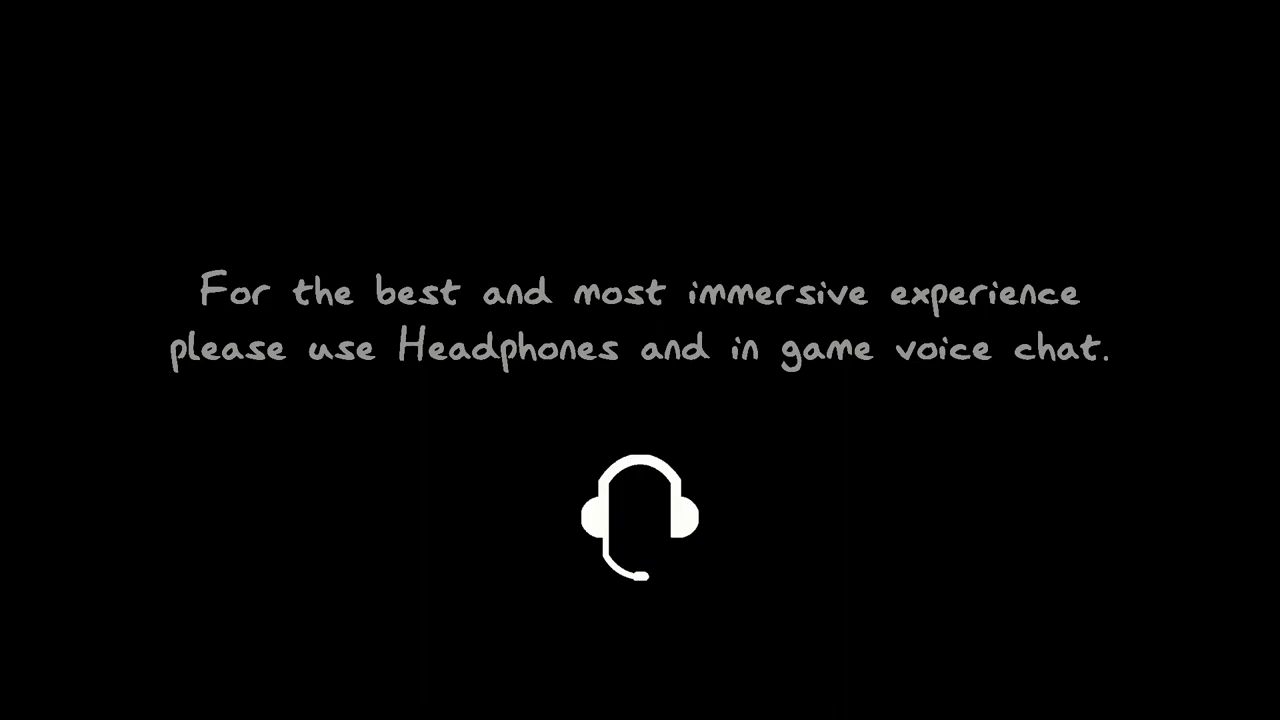 For the best and most immersive experience
please use Headphones and in game voice chat.